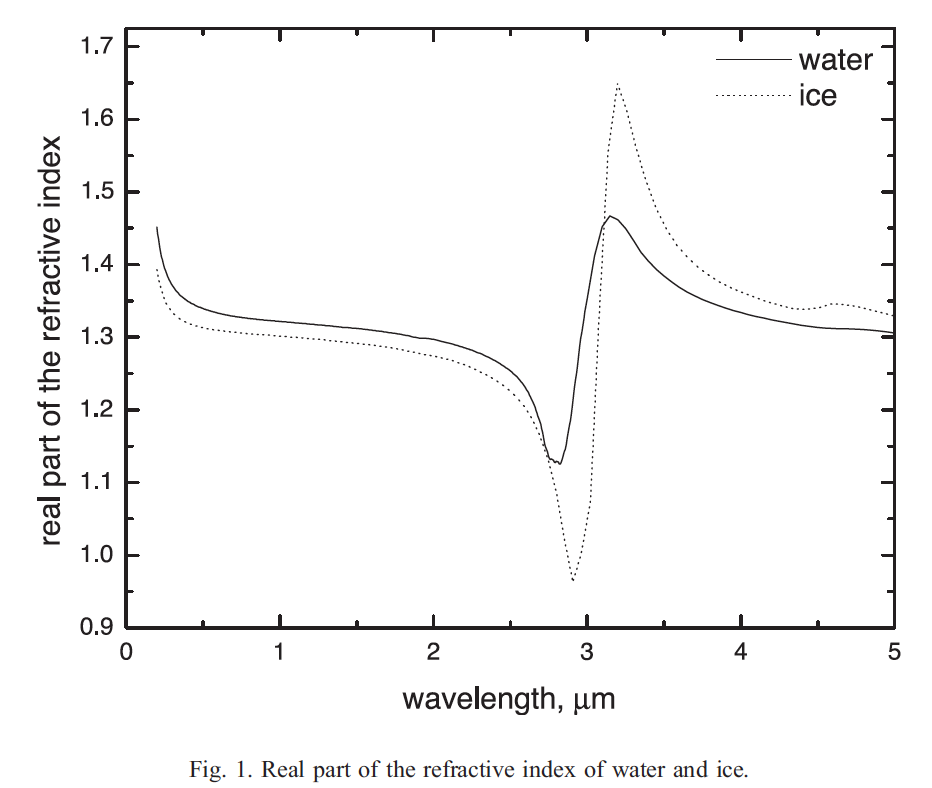 1.7
1.6
1.5
1.4
1.3
1.2
1.1
1.0
0.9
real part of the refractive index
water
ice
0 1 2 3 4 5
wavelength, μm
Fig. 1. Real part of the refractive index of water and ice.